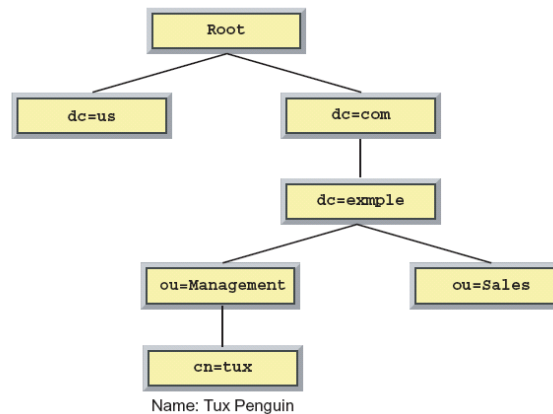 Root
dc=us
dc=com
dc=exmple
ou=Management
ou=Sales
cn=tux
Name: Tux Penguin